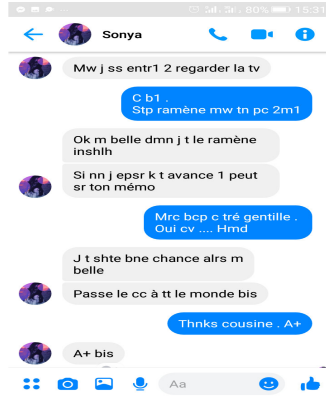 80% 15:31
Sonya
Mw j ss entr1 2 regarder la tv
C b1 .
Stp ramène mw tn pc 2m1
Ok m belle dmn j t le ramène
inshlh
Si nn j epsr k t avance 1 peut
sr ton mémo
Mrc bcp c tré gentille .
Oui cv .... Hmd
J t shte bne chance alrs m
belle
Passe le cc à tt le monde bis
Thnks cousine . A+
A+ bis
Aa